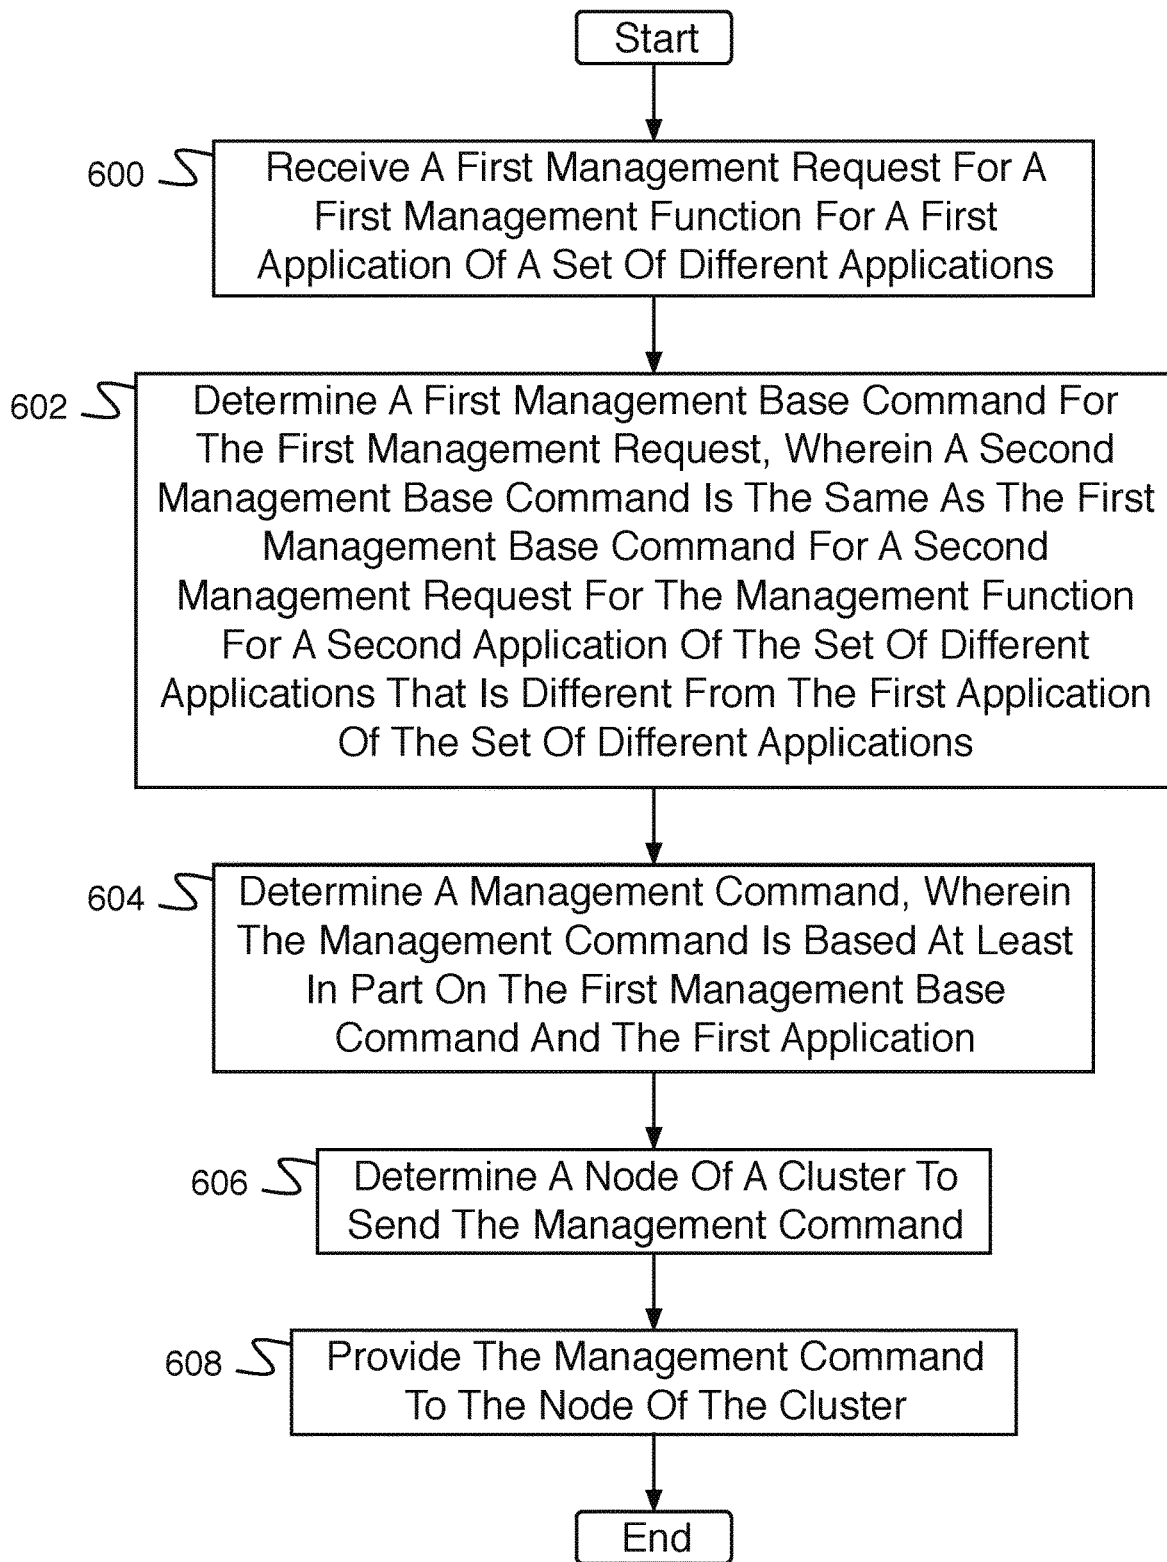 Start
600
Receive A First Management Request For A
First Management Function For A First
Application Of A Set Of Different Applications
602
Determine A First Management Base Command For
The First Management Request, Wherein A Second
Management Base Command Is The Same As The First
Management Base Command For A Second
Management Request For The Management Function
For A Second Application Of The Set Of Different
Applications That Is Different From The First Application
Of The Set Of Different Applications
604
Determine A Management Command, Wherein
The Management Command Is Based At Least
In Part On The First Management Base
Command And The First Application
606
Determine A Node Of A Cluster To
Send The Management Command
608
Provide The Management Command
To The Node Of The Cluster
End